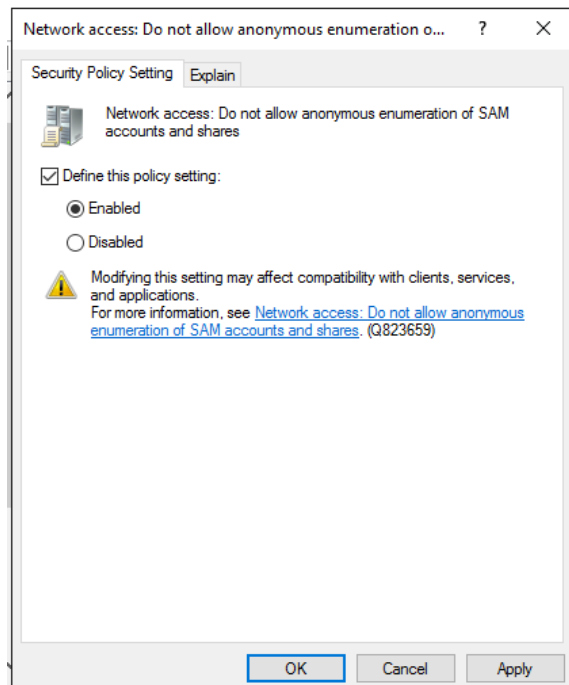 Network access: Do not allow anonymous enumeration o... ?
Security Policy Setting Explain
Network access: Do not allow anonymous enumeration of SAM
accounts and shares
Define this policy setting:
Enabled
Disabled
Modifying this setting may affect compatibility with clients, services,
and applications.
For more information, see Network access: Do not allow anonymous
enumeration of SAM accounts and shares. (Q823659)
OK Cancel Apply